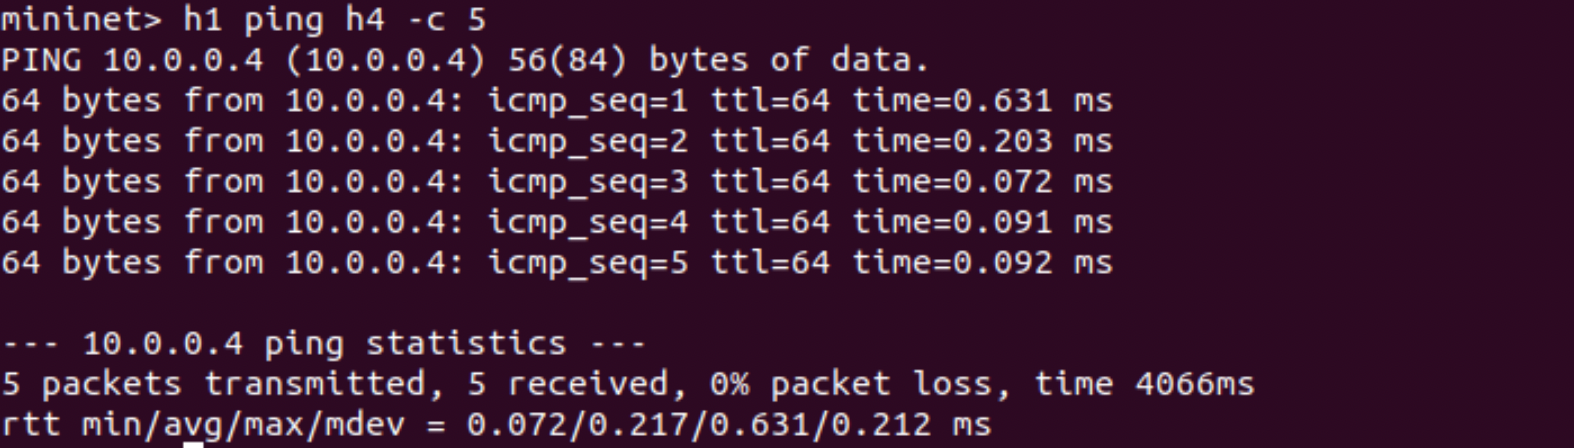 mininet> h1 ping h4 -c 5
PING 10.0.0.4 (10.0.0.4) 56(84) bytes of data.
64 bytes from 10.0.0.4: icmp_seq=1 ttl=64 time=0.631 ms
64 bytes from 10.0.0.4: icmp_seq=2 ttl=64 time=0.203 ms
64 bytes from 10.0.0.4: icmp_seq=3 ttl=64 time=0.072 ms
64 bytes from 10.0.0.4: icmp_seq=4 ttl=64 time=0.091 ms
64 bytes from 10.0.0.4: icmp_seq=5 ttl=64 time=0.092 ms
--- 10.0.0.4 ping statistics ---
5 packets transmitted, 5 received, 0% packet loss, time 4066ms
rtt min/avg/max/mdev = 0.072/0.217/0.631/0.212 ms